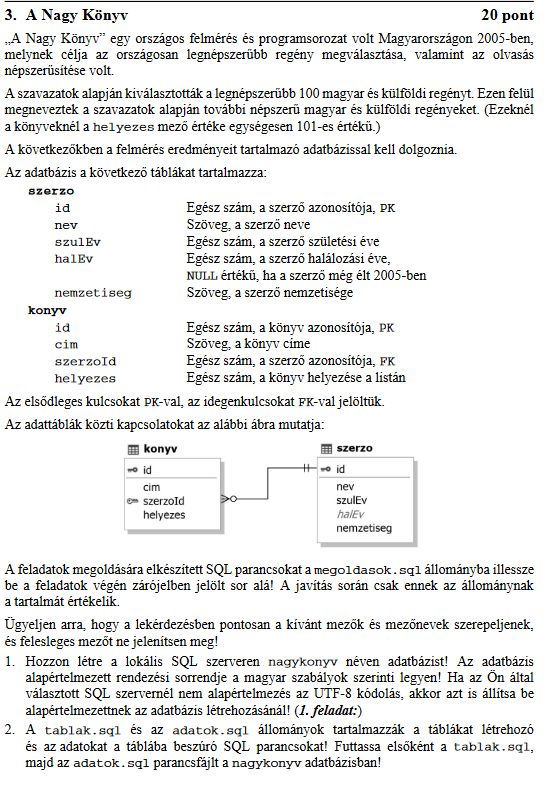 3. A Nagy Könyv 20 pont
„A Nagy Könyv” egy országos felmérés és programsorozat volt Magyarországon 2005-ben,
melynek célja az országosan legnépszerűbb regény megválasztása, valamint az olvasás
népszerűsítése volt.
A szavazatok alapján kiválasztották a legnépszerűbb 100 magyar és külföldi regényt. Ezen felül
megneveztek a szavazatok alapján további népszerű magyar és külföldi regényeket. (Ezeknél
a könyveknél a helyezes mező értéke egységesen 101-es értékű.)
A következőkben a felmérés eredményeit tartalmazó adatbázissal kell dolgoznia.
Az adatbázis a következő táblákat tartalmazza:
szerzo
id Egész szám, a szerző azonosítója, PK
nev Szöveg, a szerző neve
szulEv Egész szám, a szerző születési éve
halEv Egész szám, a szerző halálozási éve,
NULL értékű, ha a szerző még élt 2005-ben
nemzetiseg Szöveg, a szerző nemzetisége
konyv
id Egész szám, a könyv azonosítója, PK
cim Szöveg, a könyv címe
szerzoId Egész szám, a szerző azonosítója, FK
helyezes Egész szám, a könyv helyezése a listán
Az elsődleges kulcsokat PK-val, az idegenkulcsokat FK-val jelöltük.
Az adattáblák közti kapcsolatokat az alábbi ábra mutatja:
konyv
id
cim
szerzoId
helyezes
szerzo
id
nev
szulEv
halEv
nemzetiseg
A feladatok megoldására elkészített SQL parancsokat a megoldasok.sql állományba illessze
be a feladatok végén zárójelben jelölt sor alá! A javítás során csak ennek az állománynak
a tartalmát értékelik.
Ügyeljen arra, hogy a lekérdezésben pontosan a kívánt mezők és mezőnevek szerepeljenek,
és felesleges mezőt ne jelenítsen meg!
1. Hozzon létre a lokális SQL szerveren nagykonyv néven adatbázist! Az adatbázis
alapértelmezett rendezési sorrendje a magyar szabályok szerinti legyen! Ha az Ön által
választott SQL szervernél nem alapértelmezés az UTF-8 kódolás, akkor azt is állítsa be
alapértelmezettnek az adatbázis létrehozásánál! (1. feladat:)
2. A tablak.sql és az adatok.sql állományok tartalmazzák a táblákat létrehozó
és az adatokat a táblába beszúró SQL parancsokat! Futtassa elsőként a tablak.sql,
majd az adatok.sql parancsfájlt a nagykonyv adatbázisban!